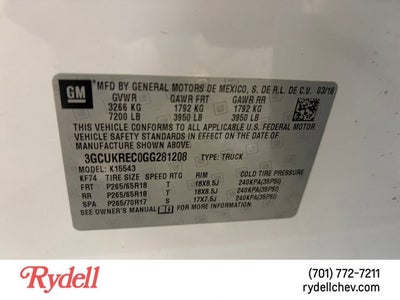 GM
MFD BY GENERAL MOTORS DE MEXICO, S. DE R.L. DE C.V. 03/16
GVWR GAWR FRT GAWR RR
3266 KG 1792 KG 1792 KG
7200 LB 3950 LB 3950 LB
THIS VEHICLE CONFORMS TO ALL APPLICABLE U.S. FEDERAL MOTOR
VEHICLE SAFETY STANDARDS IN EFFECT ON THE DATE OF
MANUFACTURE SHOWN ABOVE.
3GCUKREC0GG281208 TYPE: TRUCK
MODEL: K15543
KF74 TIRE SIZE SPEED RTG RIM COLD TIRE PRESSURE
FRT P265/65R18 T 18X8.5J 240KPA(35PSI)
RR P265/65R18 T 18X8.5J 240KPA(35PSI)
SPA P265/70R17 S 17X7.5J 240KPA(35PSI)
SEE OWNER MANUAL FOR MORE INFORMATION.
Rydell
(701) 772-7211
rydellchev.com